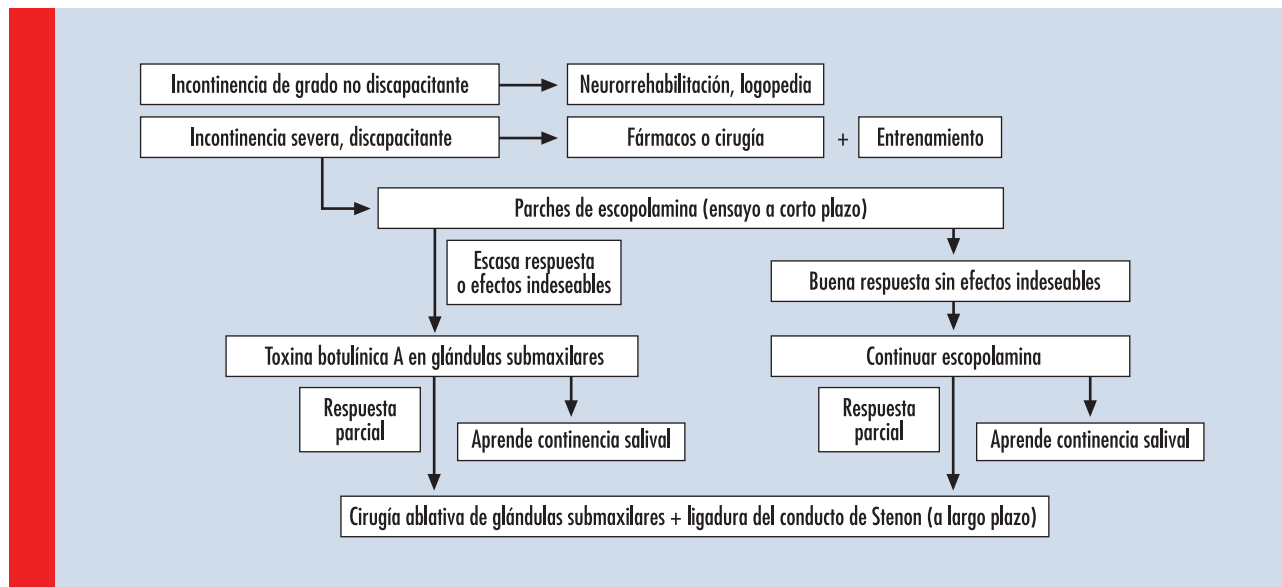 Incontinencia de grado no discapacitante
Neurorrehabilitación, logopedia
Incontinencia severa, discapacitante
Fármacos o cirugía
+
Entrenamiento
Parches de escopolamina (ensayo a corto plazo)
Escasa respuesta
o efectos indeseables
Buena respuesta sin efectos indeseables
Toxina botulínica A en glándulas submaxilares
Continuar escopolamina
Respuesta
parcial
Aprende continencia salival
Respuesta
parcial
Aprende continencia salival
Cirugía ablativa de glándulas submaxilares + ligadura del conducto de Stenon (a largo plazo)